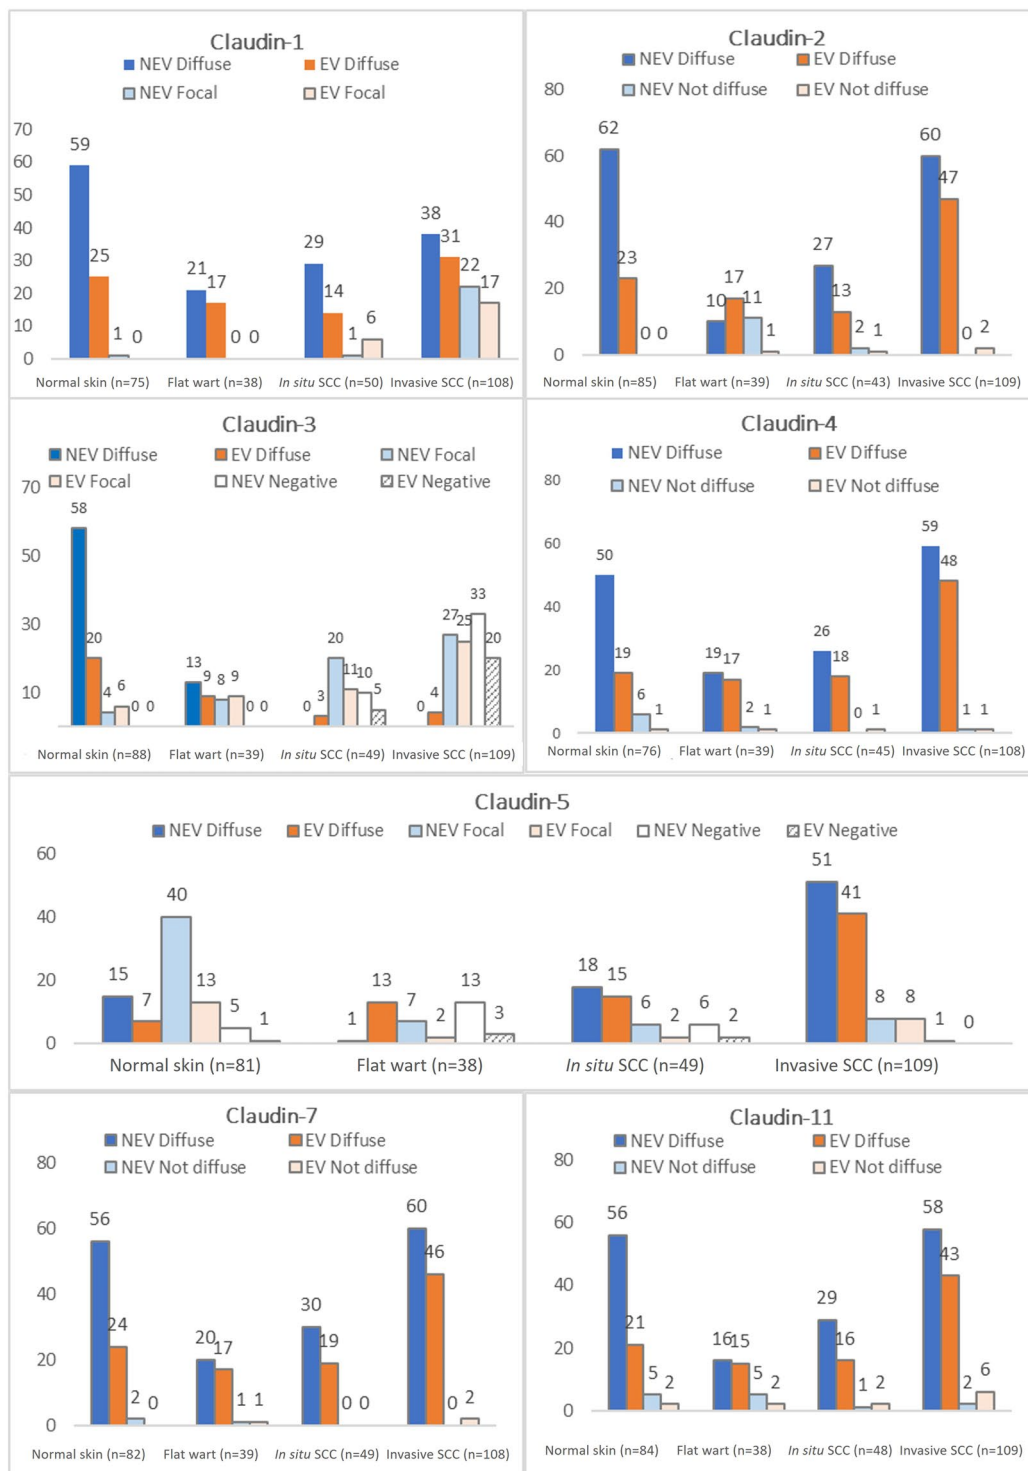 Claudin-1
NEV Diffuse EV Diffuse
NEV Focal EV Focal
70
60
50
40
30
20
10
0
59 25 1 0
21 17 0 0
29 14 1 6
38 31 22 17
Normal skin (n=75) Flat wart (n=38) In situ SCC (n=50) Invasive SCC (n=108)
Claudin-2
NEV Diffuse EV Diffuse
NEV Not diffuse EV Not diffuse
80
60
40
20
0
62 23 0 0
10 17 11 1
27 13 2 1
60 47 0 2
Normal skin (n=85) Flat wart (n=39) In situ SCC (n=43) Invasive SCC (n=109)
Claudin-3
NEV Diffuse EV Diffuse NEV Focal
EV Focal NEV Negative EV Negative
70
50
30
10
58 20 4 6 0 0
13 9 8 9 0 0
0 3 20 11 10 5
0 4 27 25 33 20
Normal skin (n=88) Flat wart (n=39) In situ SCC (n=49) Invasive SCC (n=109)
Claudin-4
NEV Diffuse EV Diffuse
NEV Not diffuse EV Not diffuse
80
60
40
20
0
50 19 6 1
19 17 2 1
26 18 0 1
59 48 1 1
Normal skin (n=76) Flat wart (n=39) In situ SCC (n=45) Invasive SCC (n=108)
Claudin-5
NEV Diffuse EV Diffuse NEV Focal EV Focal NEV Negative EV Negative
60
40
20
0
15 7 40 13 5 1
1 13 7 2 13 3
18 15 6 2 6 2
51 41 8 8 1 0
Normal skin (n=81) Flat wart (n=38) In situ SCC (n=49) Invasive SCC (n=109)
Claudin-7
NEV Diffuse EV Diffuse
NEV Not diffuse EV Not diffuse
80
60
40
20
0
56 24 2 0
20 17 1 1
30 19 0 0
60 46 0 2
Normal skin (n=82) Flat wart (n=39) In situ SCC (n=49) Invasive SCC (n=108)
Claudin-11
NEV Diffuse EV Diffuse
NEV Not diffuse EV Not diffuse
80
60
40
20
0
56 21 5 2
16 15 5 2
29 16 1 2
58 43 2 6
Normal skin (n=84) Flat wart (n=38) In situ SCC (n=48) Invasive SCC (n=109)